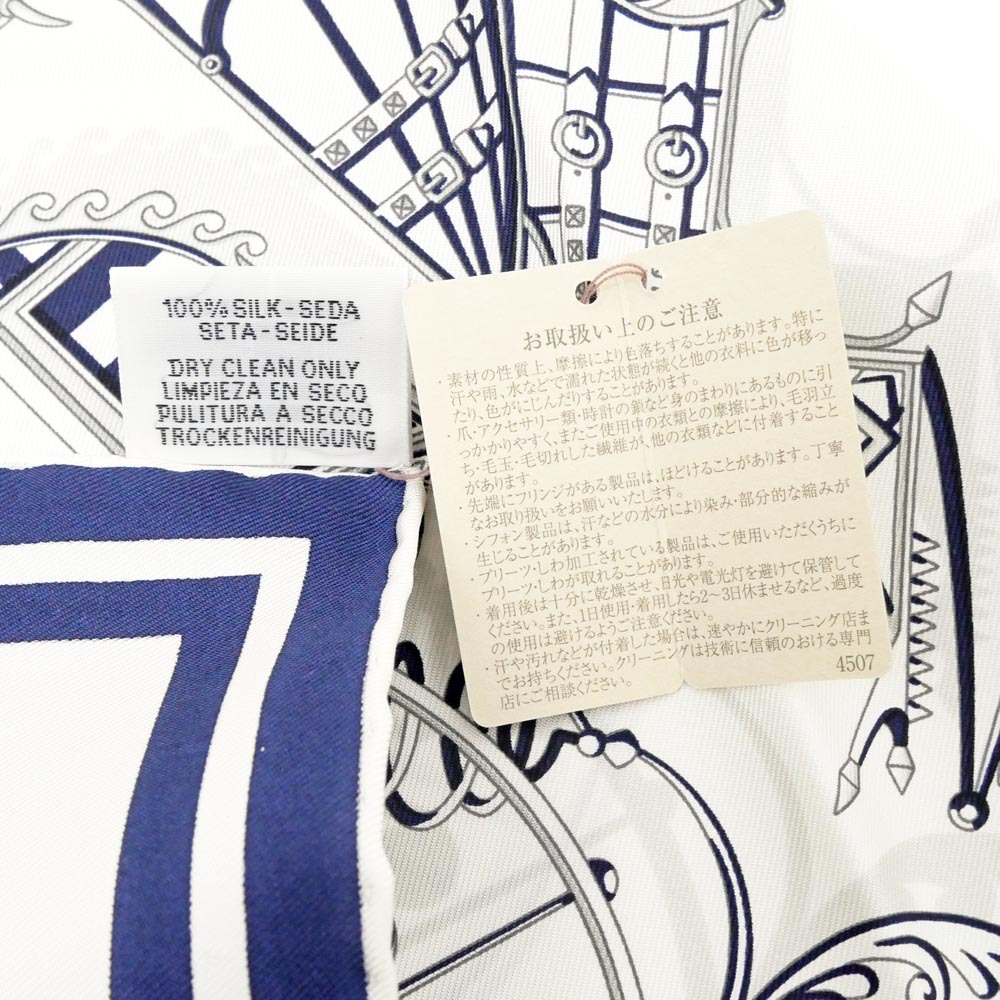 100% SILK-SEDA
SETA-SEIDE
DRY CLEAN ONLY
LIMPIEZA EN SECO
PULITURA A SECCO
TROCKENREINIGUNG
お取扱い上のご注意
・素材の性質上、摩擦により色落ちすることがあります。特に
汗や雨、水などで濡れた状態が続くと他の衣料に色が移っ
たり、色がにじんだりすることがあります。
・爪・アクセサリー類・時計の鎖など身のまわりにあるものに引
っかかりやすく、またご使用中の衣類との摩擦により、毛羽立
ち・毛玉・毛切れした繊維が、他の衣類などに付着すること
があります。
・先端にフリンジがある製品は、ほどけることがあります。丁寧
なお取り扱いをお願いいたします。
・シフォン製品は、汗などの水分により染み・部分的な縮みが
生じることがあります。
・プリーツ・しわ加工されている製品は、ご使用いただくうちに
プリーツ・しわが取れることがあります。
・着用後は十分に乾燥させ、日光や電光灯を避けて保管して
ください。また、1日使用・着用したら2〜3日休ませるなど、過度
の使用は避けるようご注意ください。
・汗や汚れなどが付着した場合は、速やかにクリーニング店ま
でお持ちください。クリーニングは技術に信頼のおける専門
店にご相談ください。
4507